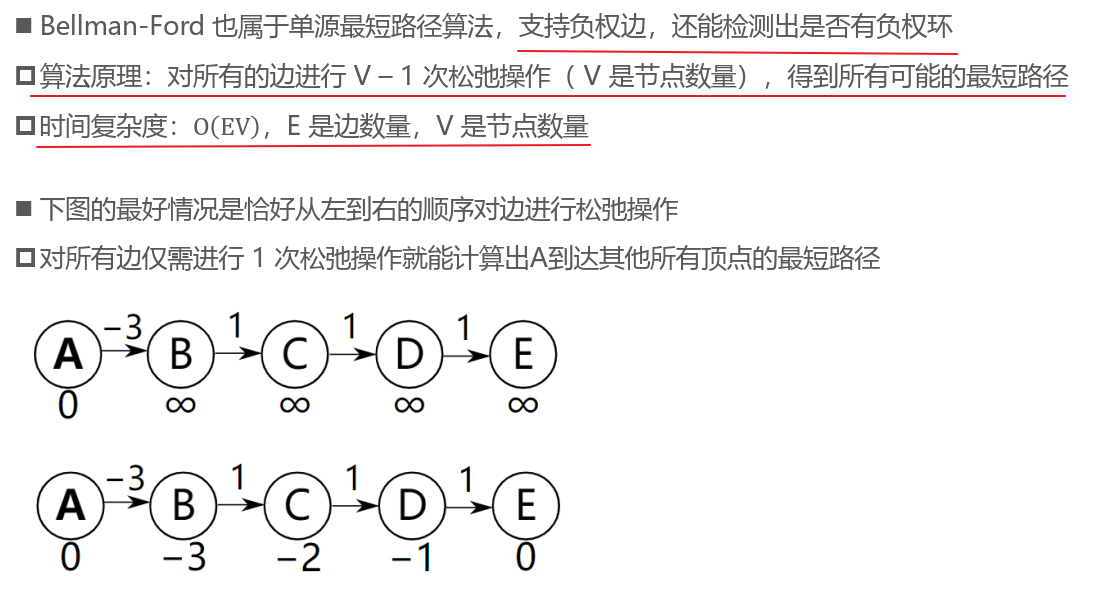 ■ Bellman-Ford 也属于单源最短路径算法，支持负权边，还能检测出是否有负权环
❑ 算法原理：对所有的边进行 V – 1 次松弛操作（ V 是节点数量），得到所有可能的最短路径
❑ 时间复杂度：O(EV)，E 是边数量，V 是节点数量
■ 下图的最好情况是恰好从左到右的顺序对边进行松弛操作
❑ 对所有边仅需进行 1 次松弛操作就能计算出A到达其他所有顶点的最短路径
−3 1 1 1
A B C D E
0 ∞ ∞ ∞ ∞
−3 1 1 1
A B C D E
0 −3 −2 −1 0